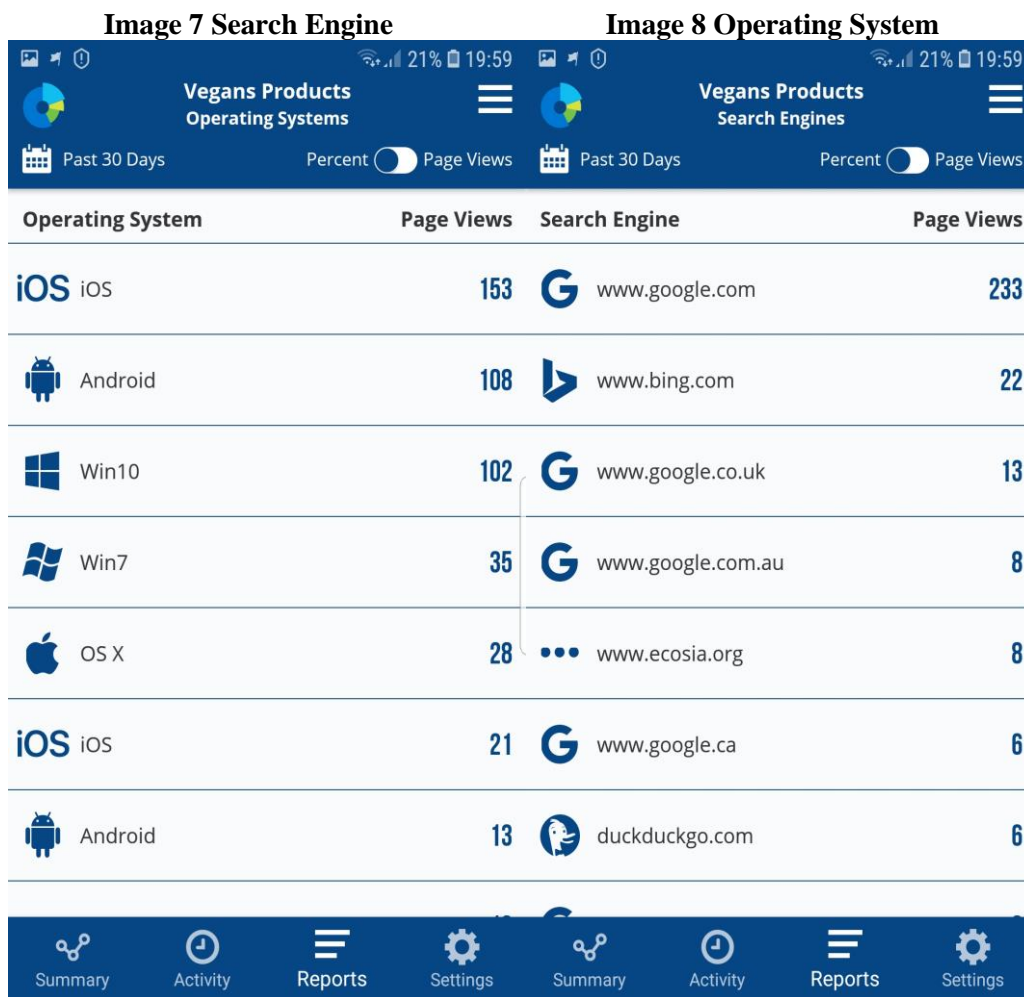 Image 7 Search Engine
Image 8 Operating System
21% 19:59
Vegans Products
Operating Systems
Past 30 Days
Percent
Page Views
Operating System
Page Views
iOS iOS
153
Android
108
Win10
102
Win7
35
OS X
28
iOS iOS
21
Android
13
Summary
Activity
Reports
Settings
21% 19:59
Vegans Products
Search Engines
Past 30 Days
Percent
Page Views
Search Engine
Page Views
G www.google.com
233
www.bing.com
22
G www.google.co.uk
13
G www.google.com.au
8
www.ecosia.org
8
G www.google.ca
6
duckduckgo.com
6
Summary
Activity
Reports
Settings